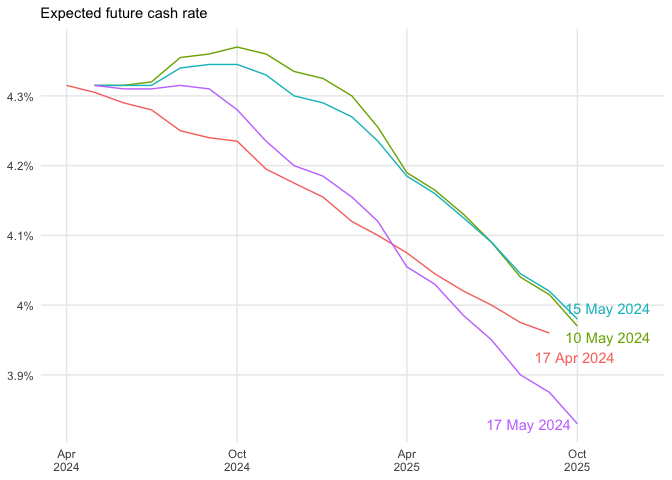 Expected future cash rate
4.3%
4.2%
4.1%
4%
3.9%
15 May 2024
10 May 2024
17 Apr 2024
17 May 2024
Apr
2024
Oct
2024
Apr
2025
Oct
2025